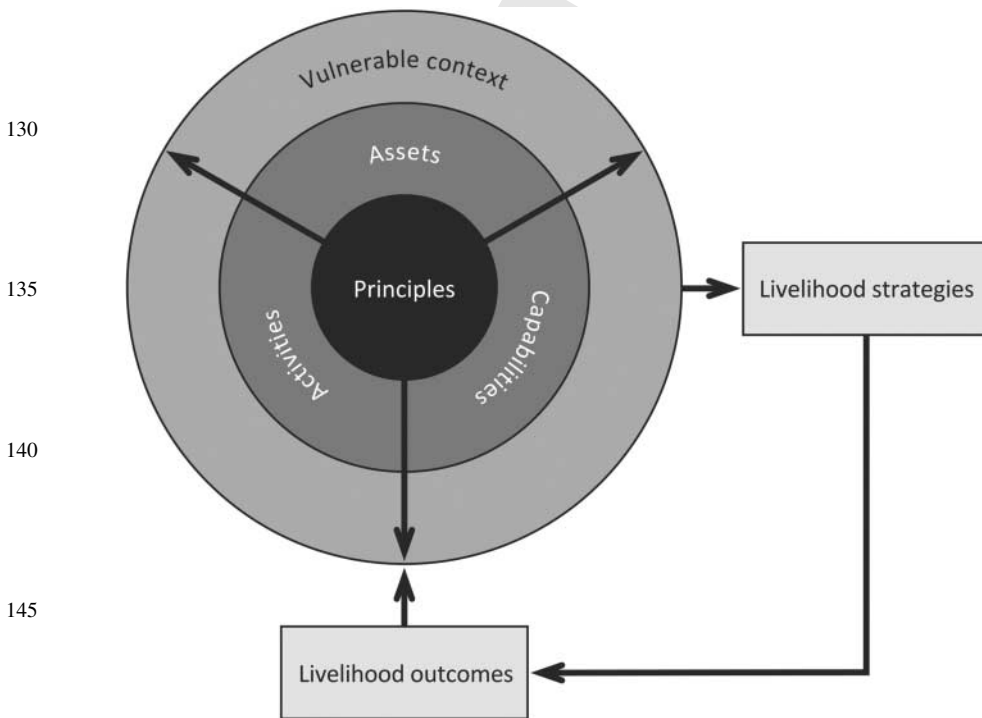 Vulnerable context
130
Assets
135
Principles
Livelihood strategies
Activities
Capabilities
140
145
Livelihood outcomes